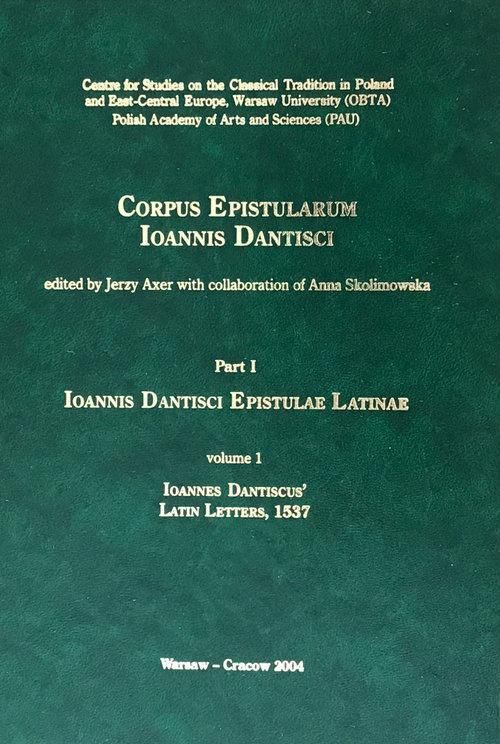 Centre for Studies on the Classical Tradition in Poland
and East-Central Europe, Warsaw University (OBTA)
Polish Academy of Arts and Sciences (PAU)
CORPUS EPISTULARUM
IOANNIS DANTISCI
edited by Jerzy Axer with collaboration of Anna Skolimowska
Part I
IOANNIS DANTISCI EPISTULAE LATINAE
volume 1
IOANNES DANTISCUS'
LATIN LETTERS, 1537
Warsaw – Cracow 2004